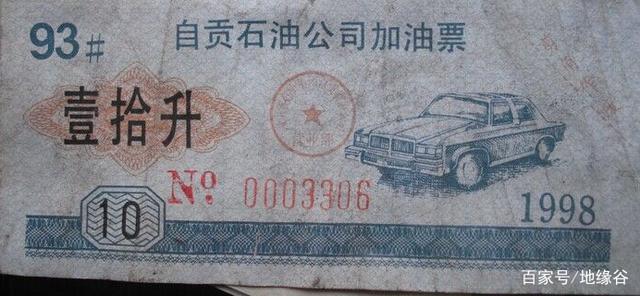 93# 自贡石油公司加油票
壹拾升
№ 0003306
10
1998
百家号/地缘谷